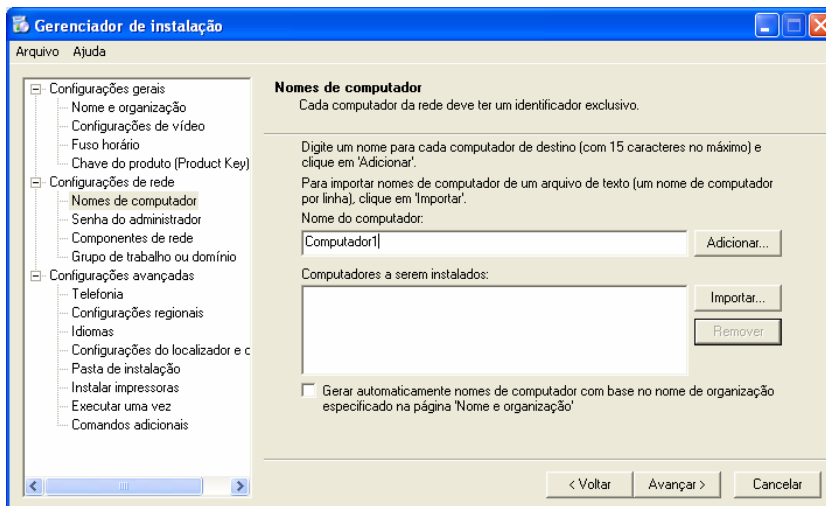 Gerenciador de instalação
Arquivo Ajuda
Configurações gerais
Nome e organização
Configurações de vídeo
Fuso horário
Chave do produto (Product Key)
Configurações de rede
Nomes de computador
Senha do administrador
Componentes de rede
Grupo de trabalho ou domínio
Configurações avançadas
Telefonia
Configurações regionais
Idiomas
Configurações do localizador e c
Pasta de instalação
Instalar impressoras
Executar uma vez
Comandos adicionais
Nomes de computador
Cada computador da rede deve ter um identificador exclusivo.
Digite um nome para cada computador de destino (com 15 caracteres no máximo) e
clique em 'Adicionar'.
Para importar nomes de computador de um arquivo de texto (um nome de computador
por linha), clique em 'Importar'.
Nome do computador:
Computador1
Adicionar...
Computadores a serem instalados:
Importar...
Remover
Gerar automaticamente nomes de computador com base no nome de organização
especificado na página 'Nome e organização'
< Voltar
Avançar >
Cancelar